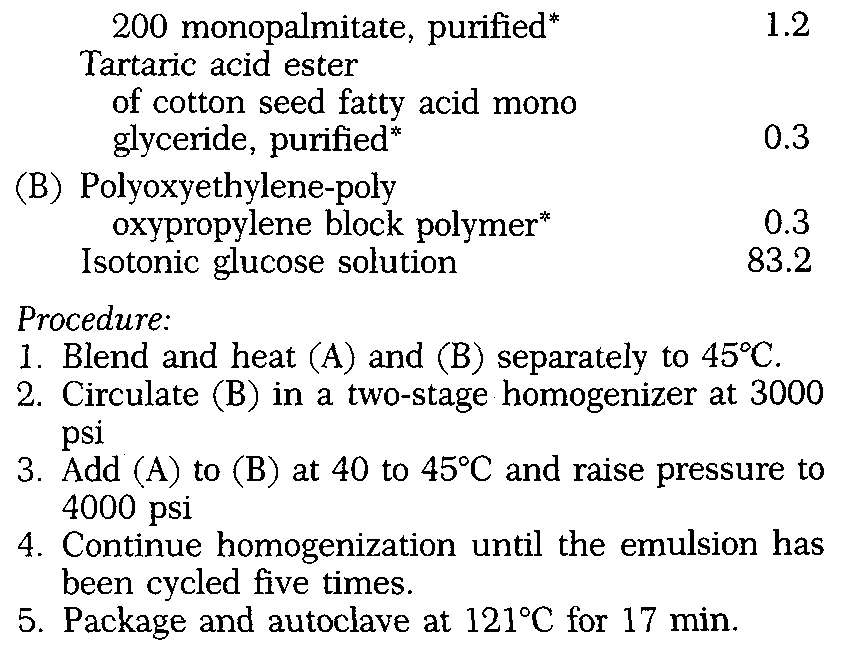 200 monopalmitate, purified* 1.2
Tartaric acid ester
of cotton seed fatty acid mono
glyceride, purified* 0.3
(B) Polyoxyethylene-poly
oxypropylene block polymer* 0.3
Isotonic glucose solution 83.2
Procedure:
1. Blend and heat (A) and (B) separately to 45°C.
2. Circulate (B) in a two-stage homogenizer at 3000
psi
3. Add (A) to (B) at 40 to 45°C and raise pressure to
4000 psi
4. Continue homogenization until the emulsion has
been cycled five times.
5. Package and autoclave at 121°C for 17 min.